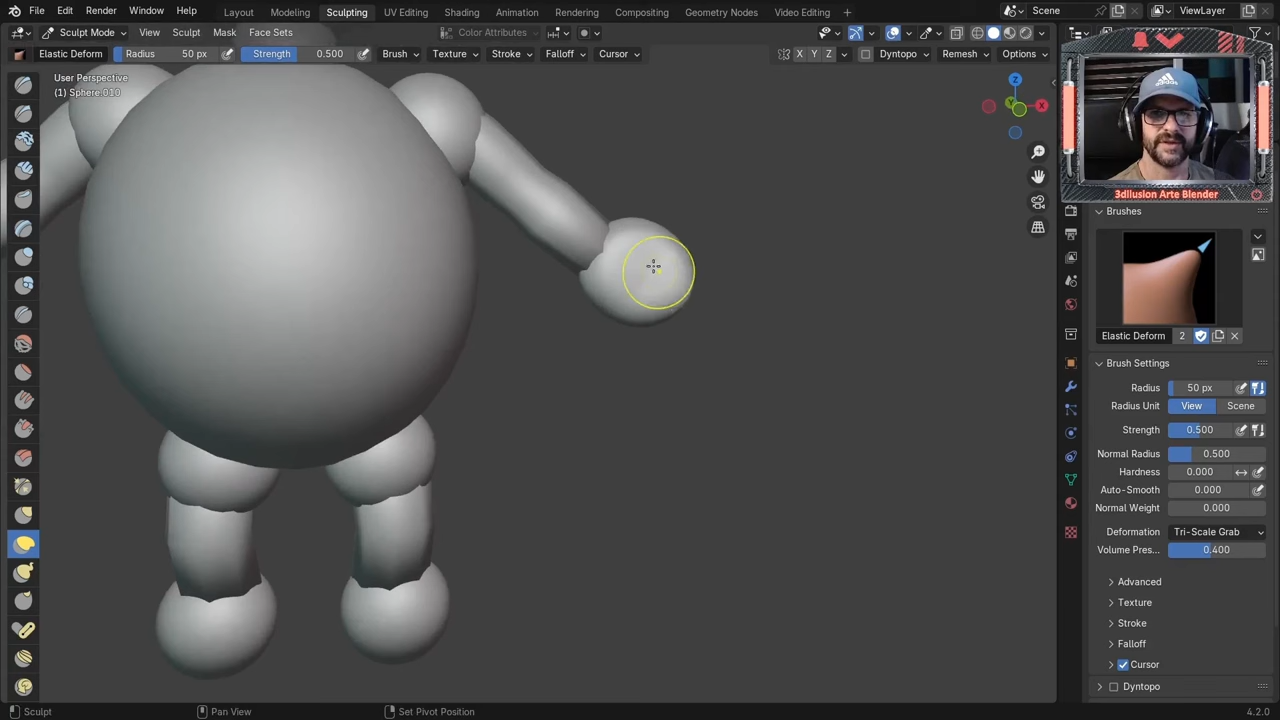 File Edit Render Window Help Layout Modeling Sculpting UV Editing Shading Animation Rendering Compositing Geometry Nodes Video Editing + Scene ViewLayer
Sculpt Mode View Sculpt Mask Face Sets Color Attributes
Elastic Deform Radius 50 px Strength 0.500 Brush Texture Stroke Falloff Cursor X Y Z Dyntopo Remesh Options
User Perspective
(1) Sphere.010
Z
Y
X
3dIlusion Arte Blender
Brushes
Elastic Deform 2
Brush Settings
Radius 50 px
Radius Unit View Scene
Strength 0.500
Normal Radius 0.500
Hardness 0.000
Auto-Smooth 0.000
Normal Weight 0.000
Deformation Tri-Scale Grab
Volume Pres... 0.400
Advanced
Texture
Stroke
Falloff
Cursor
Dyntopo
Sculpt Pan View Set Pivot Position 4.2.0